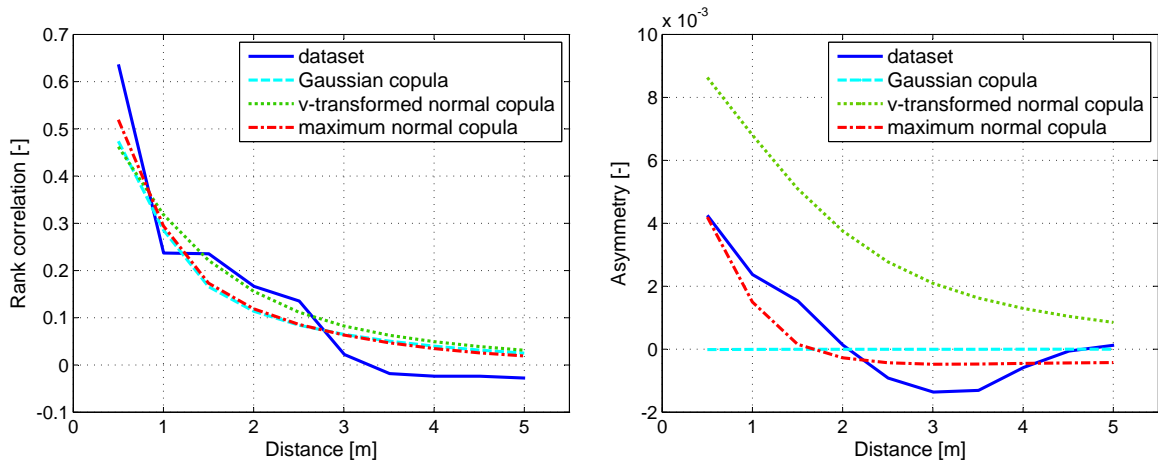 0.7
0.6
0.5
0.4
0.3
0.2
0.1
0
-0.1
0 1 2 3 4 5
Rank correlation [-]
Distance [m]
dataset
Gaussian copula
v-transformed normal copula
maximum normal copula
x 10^-3
10
8
6
4
2
0
-2
0 1 2 3 4 5
Asymmetry [-]
Distance [m]
dataset
Gaussian copula
v-transformed normal copula
maximum normal copula